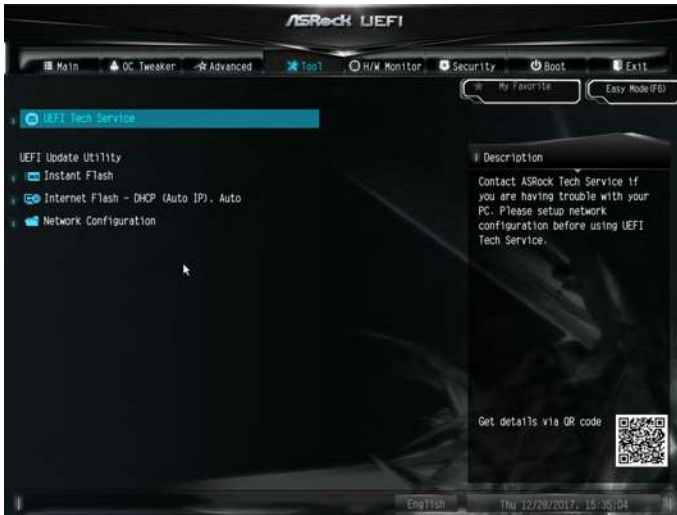 ASRock UEFI
Main OC Tweaker Advanced Tool H/W Monitor Security Boot Exit
My Favorite Easy Mode(F6)
UEFI Tech Service
UEFI Update Utility
Instant Flash
Internet Flash - DHCP (Auto IP), Auto
Network Configuration
Description
Contact ASRock Tech Service if
you are having trouble with your
PC. Please setup network
configuration before using UEFI
Tech Service.
Get details via QR code
English Thu 12/28/2017, 15:35:04